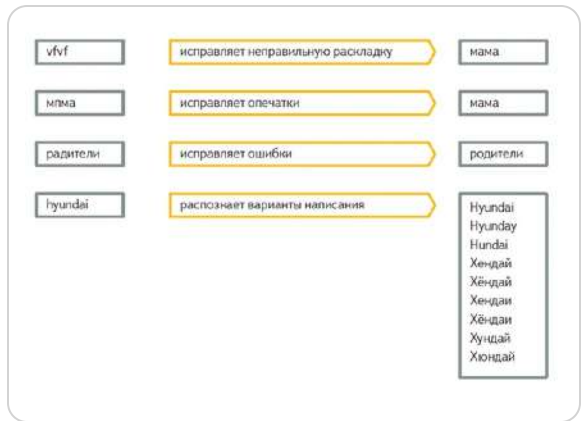 vfvf исправляет неправильную раскладку мама
мпма исправляет опечатки мама
радители исправляет ошибки родители
hyundai распознает варианты написания Hyundai
Hyunday
Hundai
Хендай
Хёндай
Хендаи
Хёндаи
Хундай
Хюндай